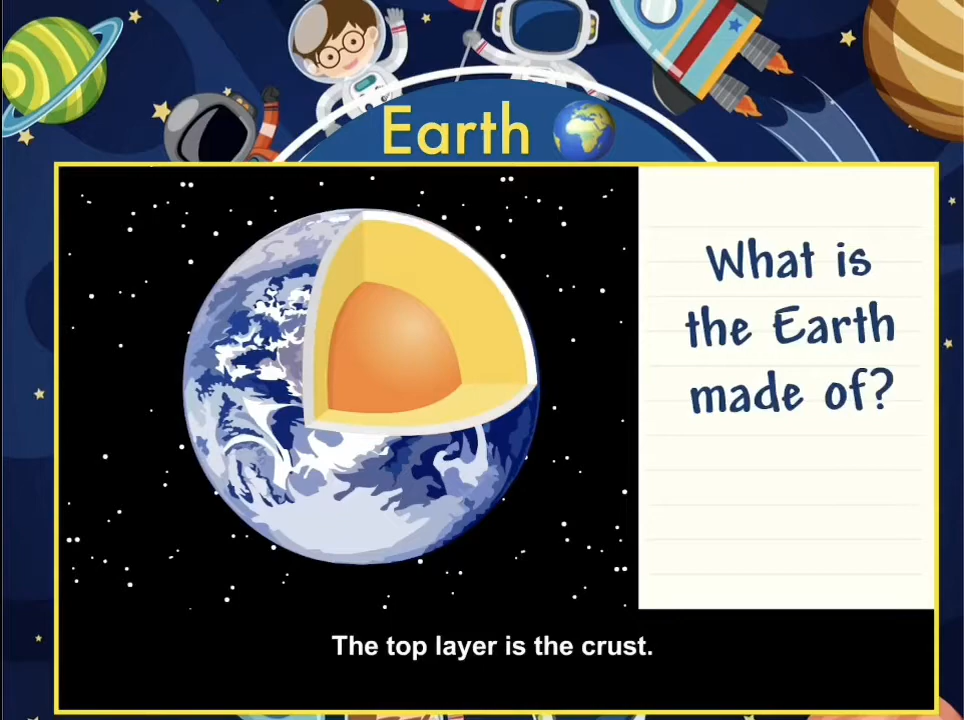 Earth
What is
the Earth
made of?
The top layer is the crust.